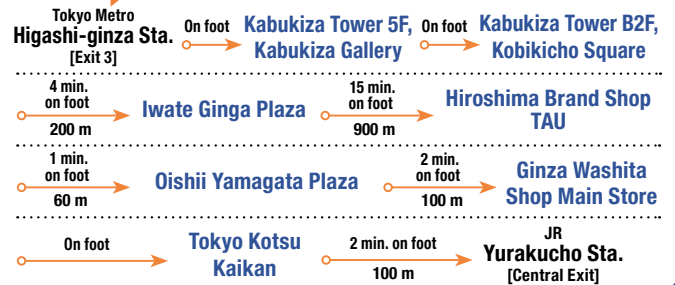 Tokyo Metro
Higashi-ginza Sta.
[Exit 3]
On foot
Kabukiza Tower 5F,
Kabukiza Gallery
On foot
Kabukiza Tower B2F,
Kobikicho Square
4 min.
on foot
200 m
Iwate Ginga Plaza
15 min.
on foot
900 m
Hiroshima Brand Shop
TAU
1 min.
on foot
60 m
Oishii Yamagata Plaza
2 min.
on foot
100 m
Ginza Washita
Shop Main Store
On foot
Tokyo Kotsu
Kaikan
2 min. on foot
100 m
JR
Yurakucho Sta.
[Central Exit]